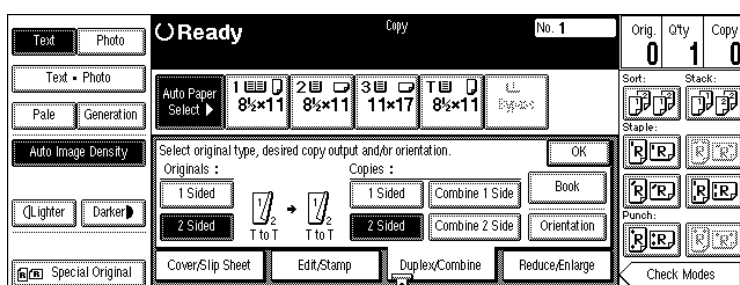 Text Photo
Text • Photo
Pale Generation
Auto Image Density
Lighter Darker
Special Original
Ready
Copy
No. 1
Auto Paper
Select
1 8½×11
2 8½×11
3 11×17
T 8½×11
Bypass
Select original type, desired copy output and/or orientation.
OK
Originals :
Copies :
1 Sided
2 Sided
1
2
T to T
1
2
T to T
1 Sided
Combine 1 Side
Book
2 Sided
Combine 2 Side
Orientation
Cover/Slip Sheet
Edit/Stamp
Duplex/Combine
Reduce/Enlarge
Orig. Q'ty Copy
0 1 0
Sort: Stack:
Staple:
Punch:
Check Modes